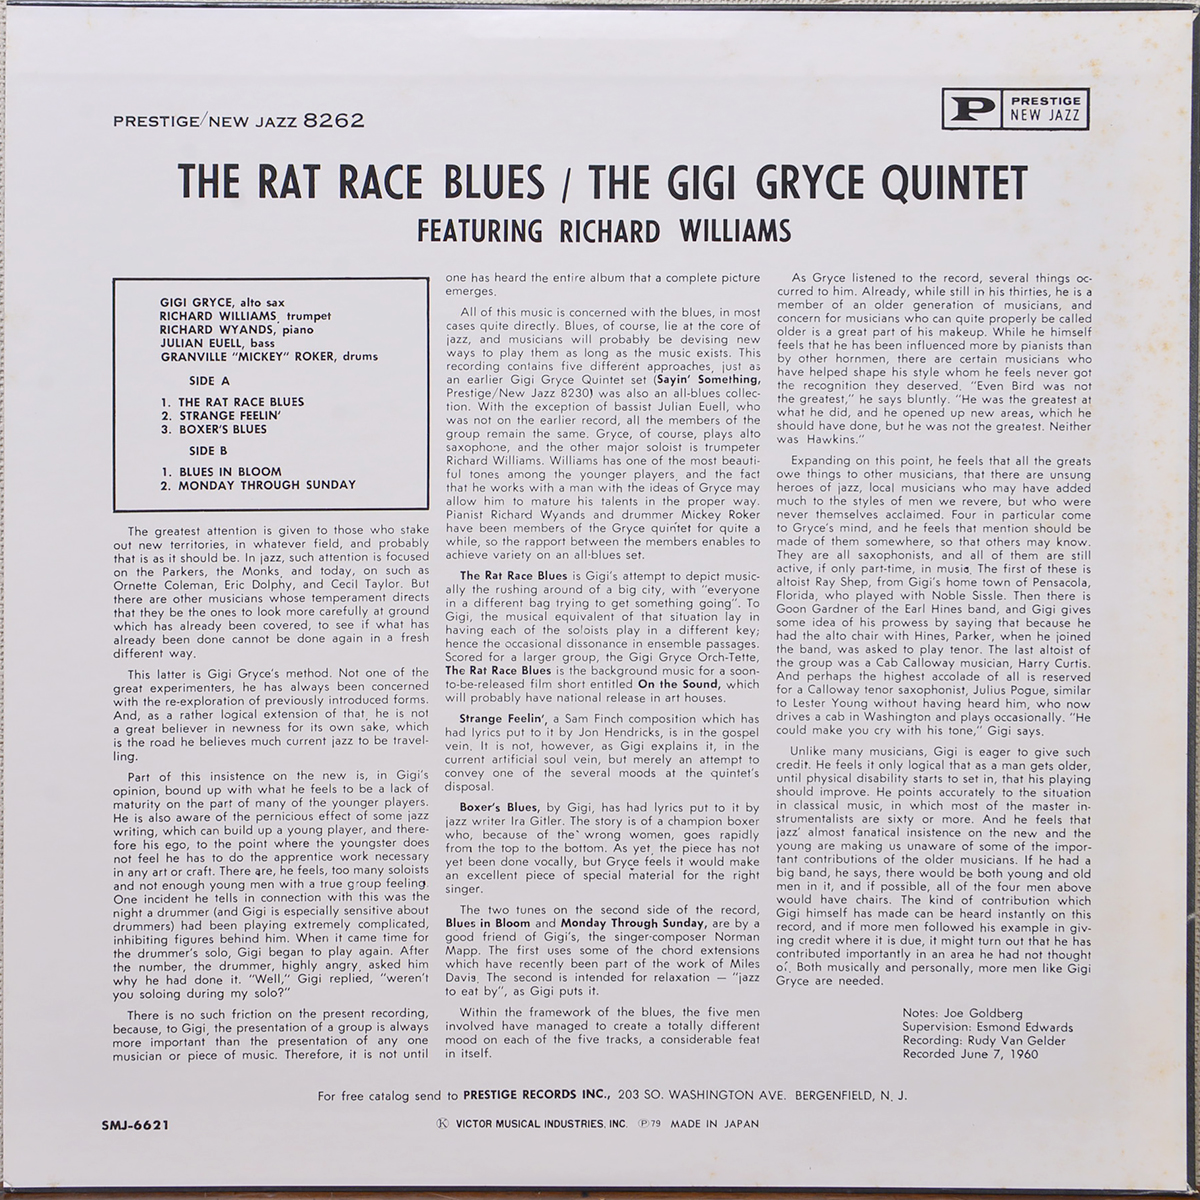 PRESTIGE/NEW JAZZ 8262
P PRESTIGE
NEW JAZZ
THE RAT RACE BLUES / THE GIGI GRYCE QUINTET
FEATURING RICHARD WILLIAMS
GIGI GRYCE, alto sax
RICHARD WILLIAMS, trumpet
RICHARD WYANDS, piano
JULIAN EUELL, bass
GRANVILLE "MICKEY" ROKER, drums
SIDE A
1. THE RAT RACE BLUES
2. STRANGE FEELIN'
3. BOXER'S BLUES
SIDE B
1. BLUES IN BLOOM
2. MONDAY THROUGH SUNDAY
The greatest attention is given to those who stake
out new territories, in whatever field, and probably
that is as it should be. In jazz, such attention is focused
on the Parkers, the Monks, and today, on such as
Ornette Coleman, Eric Dolphy, and Cecil Taylor. But
there are other musicians whose temperament directs
that they be the ones to look more carefully at ground
which has already been covered, to see if what has
already been done cannot be done again in a fresh
different way.
This latter is Gigi Gryce's method. Not one of the
great experimenters, he has always been concerned
with the re-exploration of previously introduced forms.
And, as a rather logical extension of that, he is not
a great believer in newness for its own sake, which
is the road he believes much current jazz to be travel-
ling.
Part of this insistence on the new is, in Gigi's
opinion, bound up with what he feels to be a lack of
maturity on the part of many of the younger players.
He is also aware of the pernicious effect of some jazz
writing, which can build up a young player, and there-
fore his ego, to the point where the youngster does
not feel he has to do the apprentice work necessary
in any art or craft. There are, he feels, too many soloists
and not enough young men with a true group feeling.
One incident he tells in connection with this was the
night a drummer (and Gigi is especially sensitive about
drummers) had been playing extremely complicated,
inhibiting figures behind him. When it came time for
the drummer's solo, Gigi began to play again. After
the number, the drummer, highly angry, asked him
why he had done it. "Well," Gigi replied, "weren't
you soloing during my solo?"
There is no such friction on the present recording,
because, to Gigi, the presentation of a group is always
more important than the presentation of any one
musician or piece of music. Therefore, it is not until
one has heard the entire album that a complete picture
emerges.
All of this music is concerned with the blues, in most
cases quite directly. Blues, of course, lie at the core of
jazz, and musicians will probably be devising new
ways to play them as long as the music exists. This
recording contains five different approaches, just as
an earlier Gigi Gryce Quintet set (Sayin' Something,
Prestige/New Jazz 8230) was also an all-blues collec-
tion. With the exception of bassist Julian Euell, who
was not on the earlier record, all the members of the
group remain the same. Gryce, of course, plays alto
saxophone, and the other major soloist is trumpeter
Richard Williams. Williams has one of the most beauti-
ful tones among the younger players, and the fact
that he works with a man with the ideas of Gryce may
allow him to mature his talents in the proper way.
Pianist Richard Wyands and drummer Mickey Roker
have been members of the Gryce quintet for quite a
while, so the rapport between the members enables to
achieve variety on an all-blues set.
The Rat Race Blues is Gigi's attempt to depict music-
ally the rushing around of a big city, with "everyone
in a different bag trying to get something going". To
Gigi, the musical equivalent of that situation lay in
having each of the soloists play in a different key;
hence the occasional dissonance in ensemble passages.
Scored for a larger group, the Gigi Gryce Orch-Tette,
The Rat Race Blues is the background music for a soon-
to-be-released film short entitled On the Sound, which
will probably have national release in art houses.
Strange Feelin', a Sam Finch composition which has
had lyrics put to it by Jon Hendricks, is in the gospel
vein. It is not, however, as Gigi explains it, in the
current artificial soul vein, but merely an attempt to
convey one of the several moods at the quintet's
disposal.
Boxer's Blues, by Gigi, has had lyrics put to it by
jazz writer Ira Gitler. The story is of a champion boxer
who, because of the wrong women, goes rapidly
from the top to the bottom. As yet, the piece has not
yet been done vocally, but Gryce feels it would make
an excellent piece of special material for the right
singer.
The two tunes on the second side of the record,
Blues in Bloom and Monday Through Sunday, are by a
good friend of Gigi's, the singer-composer Norman
Mapp. The first uses some of the chord extensions
which have recently been part of the work of Miles
Davis. The second is intended for relaxation — "jazz
to eat by", as Gigi puts it.
Within the framework of the blues, the five men
involved have managed to create a totally different
mood on each of the five tracks, a considerable feat
in itself.
As Gryce listened to the record, several things oc-
curred to him. Already, while still in his thirties, he is a
member of an older generation of musicians, and
concern for musicians who can quite properly be called
older is a great part of his makeup. While he himself
feels that he has been influenced more by pianists than
by other hornmen, there are certain musicians who
have helped shape his style whom he feels never got
the recognition they deserved. "Even Bird was not
the greatest," he says bluntly. "He was the greatest at
what he did, and he opened up new areas, which he
should have done, but he was not the greatest. Neither
was Hawkins."
Expanding on this point, he feels that all the greats
owe things to other musicians, that there are unsung
heroes of jazz, local musicians who may have added
much to the styles of men we revere, but who were
never themselves acclaimed. Four in particular come
to Gryce's mind, and he feels that mention should be
made of them somewhere, so that others may know.
They are all saxophonists, and all of them are still
active, if only part-time, in music. The first of these is
altoist Ray Shep, from Gigi's home town of Pensacola,
Florida, who played with Noble Sissle. Then there is
Goon Gardner of the Earl Hines band, and Gigi gives
some idea of his prowess by saying that because he
had the alto chair with Hines, Parker, when he joined
the band, was asked to play tenor. The last altoist of
the group was a Cab Calloway musician, Harry Curtis.
And perhaps the highest accolade of all is reserved
for a Calloway tenor saxophonist, Julius Pogue, similar
to Lester Young without having heard him, who now
drives a cab in Washington and plays occasionally. "He
could make you cry with his tone," Gigi says.
Unlike many musicians, Gigi is eager to give such
credit. He feels it only logical that as a man gets older,
until physical disability starts to set in, that his playing
should improve. He points accurately to the situation
in classical music, in which most of the master in-
strumentalists are sixty or more. And he feels that
jazz' almost fanatical insistence on the new and the
young are making us unaware of some of the impor-
tant contributions of the older musicians. If he had a
big band, he says, there would be both young and old
men in it, and if possible, all of the four men above
would have chairs. The kind of contribution which
Gigi himself has made can be heard instantly on this
record, and if more men followed his example in giv-
ing credit where it is due, it might turn out that he has
contributed importantly in an area he had not thought
of. Both musically and personally, more men like Gigi
Gryce are needed.
Notes: Joe Goldberg
Supervision: Esmond Edwards
Recording: Rudy Van Gelder
Recorded June 7, 1960
For free catalog send to PRESTIGE RECORDS INC., 203 SO. WASHINGTON AVE. BERGENFIELD, N. J.
SMJ-6621
Ⓚ VICTOR MUSICAL INDUSTRIES, INC. Ⓟ79 MADE IN JAPAN